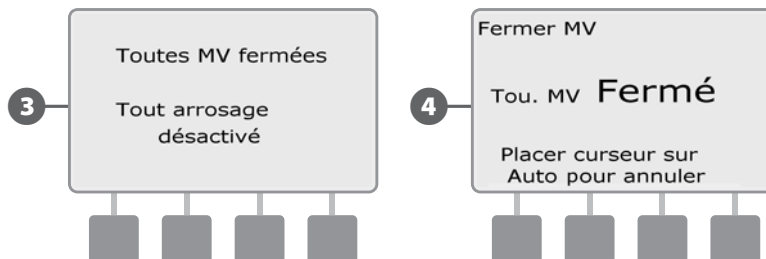 3
Toutes MV fermées
Tout arrosage
désactivé
4
Fermer MV
Tou. MV Fermé
Placer curseur sur
Auto pour annuler